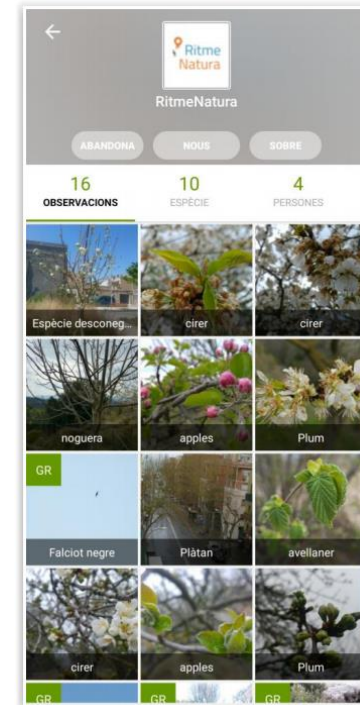 Ritme
Natura
RitmeNatura
ABANDONA NOUS SOBRE
16 10 4
OBSERVACIONS ESPÈCIE PERSONES
Espècie desconeg... cirer cirer
noguera apples Plum
GR
Falciot negre Plàtan avellaner
cirer apples Plum
GR GR GR